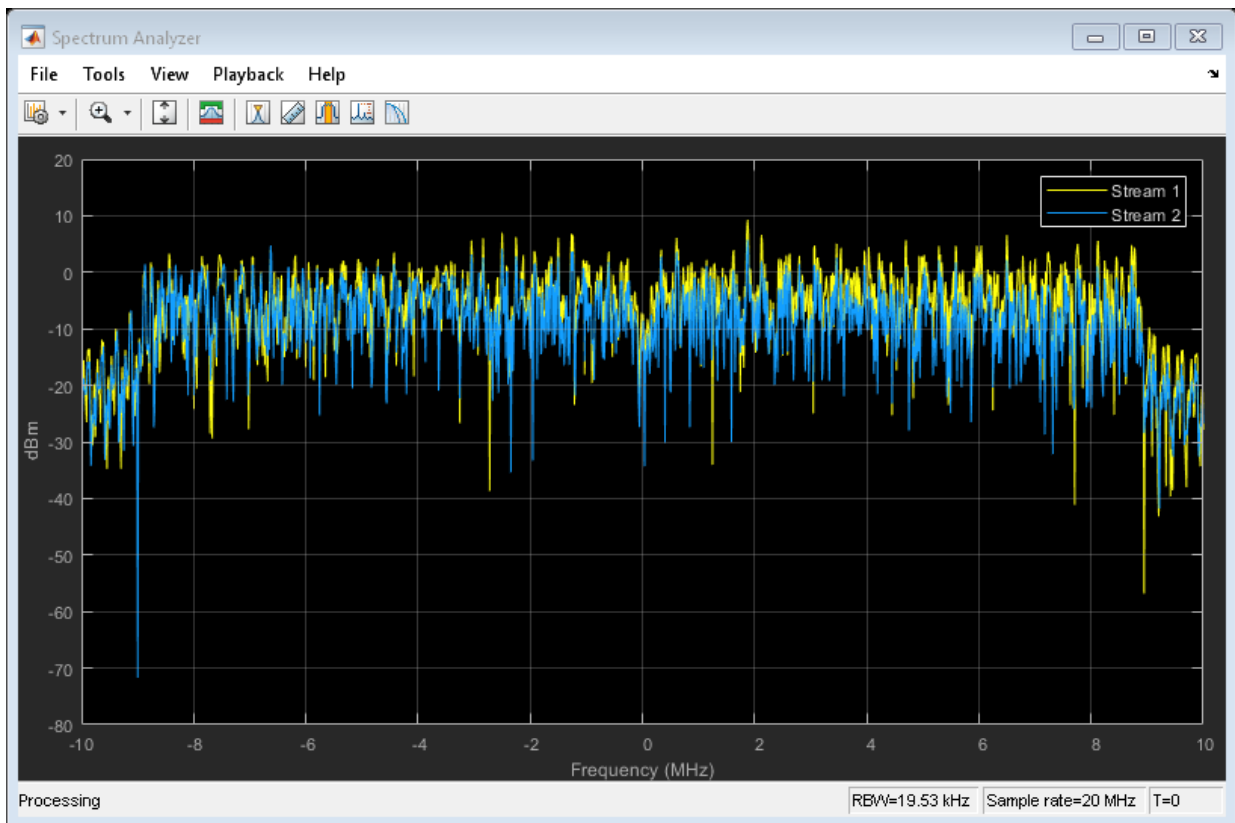 Spectrum Analyzer
File Tools View Playback Help
Stream 1
Stream 2
20
10
0
-10
-20
-30
-40
-50
-60
-70
-80
dBm
-10 -8 -6 -4 -2 0 2 4 6 8 10
Frequency (MHz)
Processing RBW=19.53 kHz Sample rate=20 MHz T=0